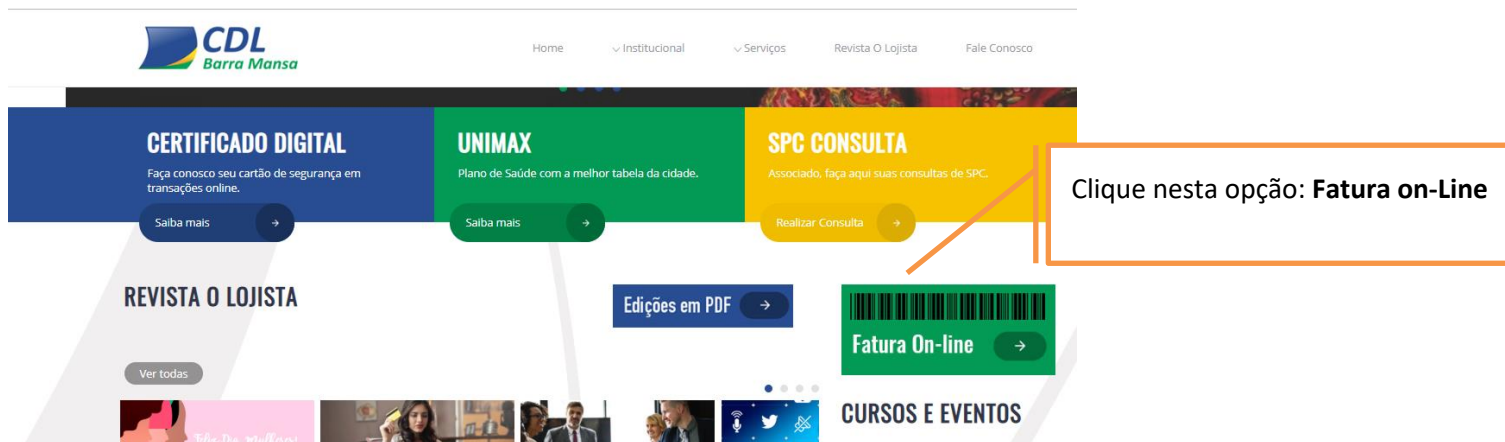 CDL
Barra Mansa
Home
Institucional
Serviços
Revista O Lojista
Fale Conosco
CERTIFICADO DIGITAL
Faça conosco seu cartão de segurança em
transações online.
Saiba mais
UNIMAX
Plano de Saúde com a melhor tabela da cidade.
Saiba mais
SPC CONSULTA
Associado, faça aqui suas consultas de SPC.
Realizar Consulta
Clique nesta opção: Fatura on-Line
REVISTA O LOJISTA
Edições em PDF
Fatura On-line
Ver todas
CURSOS E EVENTOS